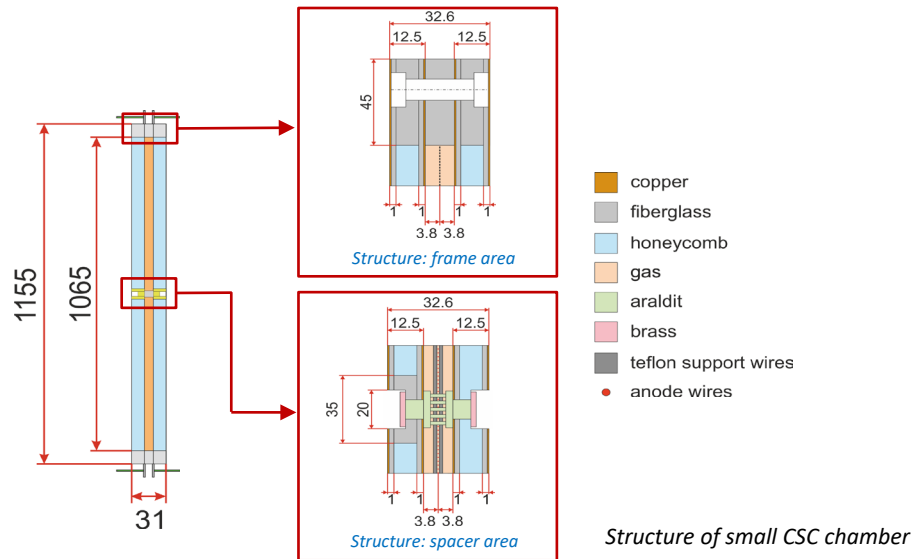 32.6
12.5
12.5
45
1
1
1
1
3.8
3.8
Structure: frame area
1155
1065
31
32.6
12.5
12.5
35
20
1
1
1
1
3.8
3.8
Structure: spacer area
copper
fiberglass
honeycomb
gas
araldit
brass
teflon support wires
anode wires
Structure of small CSC chamber